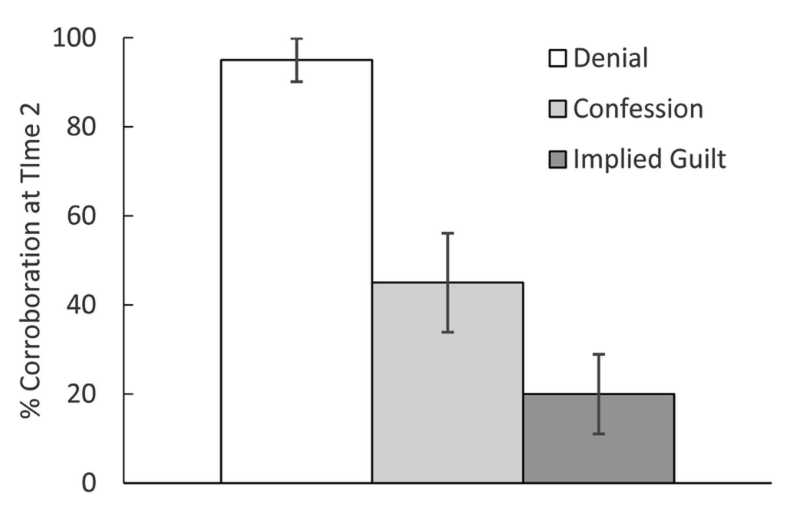 100
80
60
40
20
0
% Corroboration at TIme 2
Denial
Confession
Implied Guilt